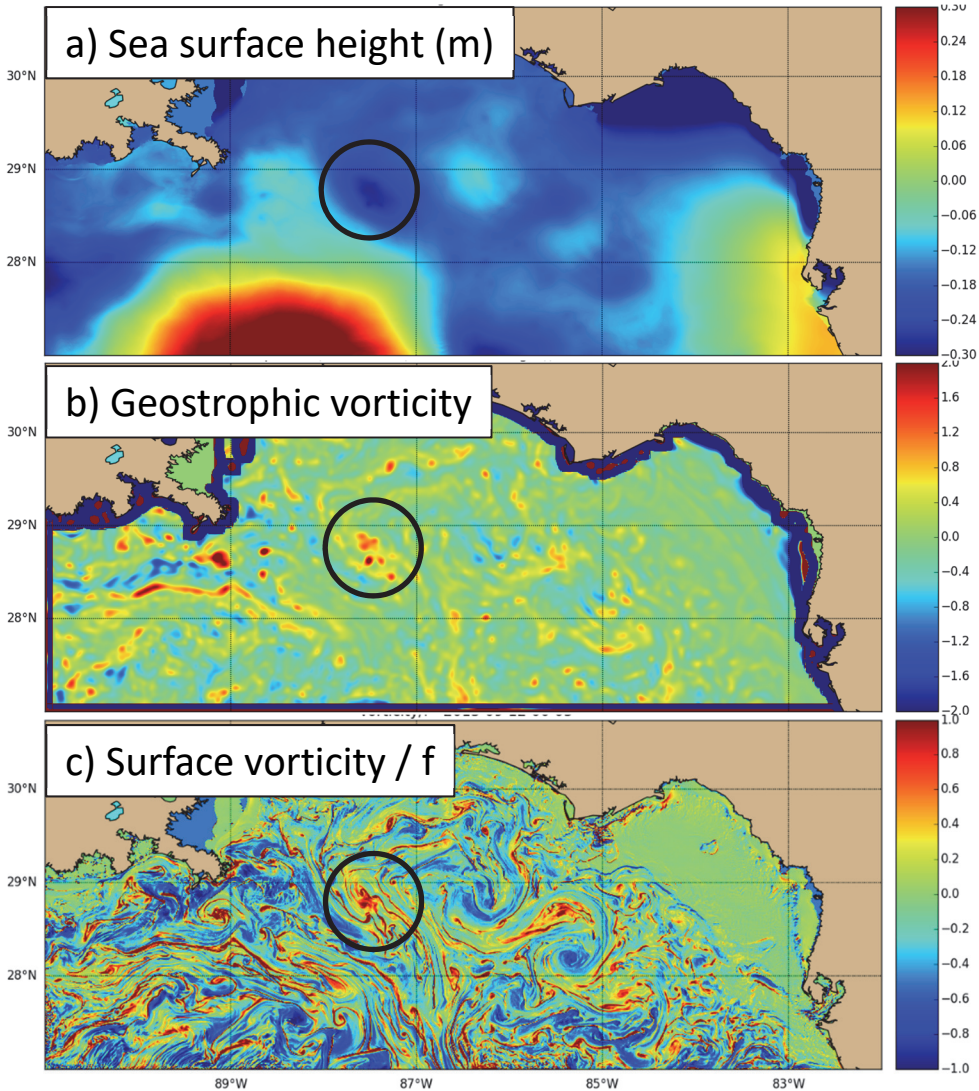 a) Sea surface height (m)
30°N
29°N
28°N
0.30
0.24
0.18
0.12
0.06
0.00
−0.06
−0.12
−0.18
−0.24
−0.30
b) Geostrophic vorticity
30°N
29°N
28°N
2.0
1.6
1.2
0.8
0.4
0.0
−0.4
−0.8
−1.2
−1.6
−2.0
c) Surface vorticity / f
30°N
29°N
28°N
89°W
87°W
85°W
83°W
1.0
0.8
0.6
0.4
0.2
0.0
−0.2
−0.4
−0.6
−0.8
−1.0